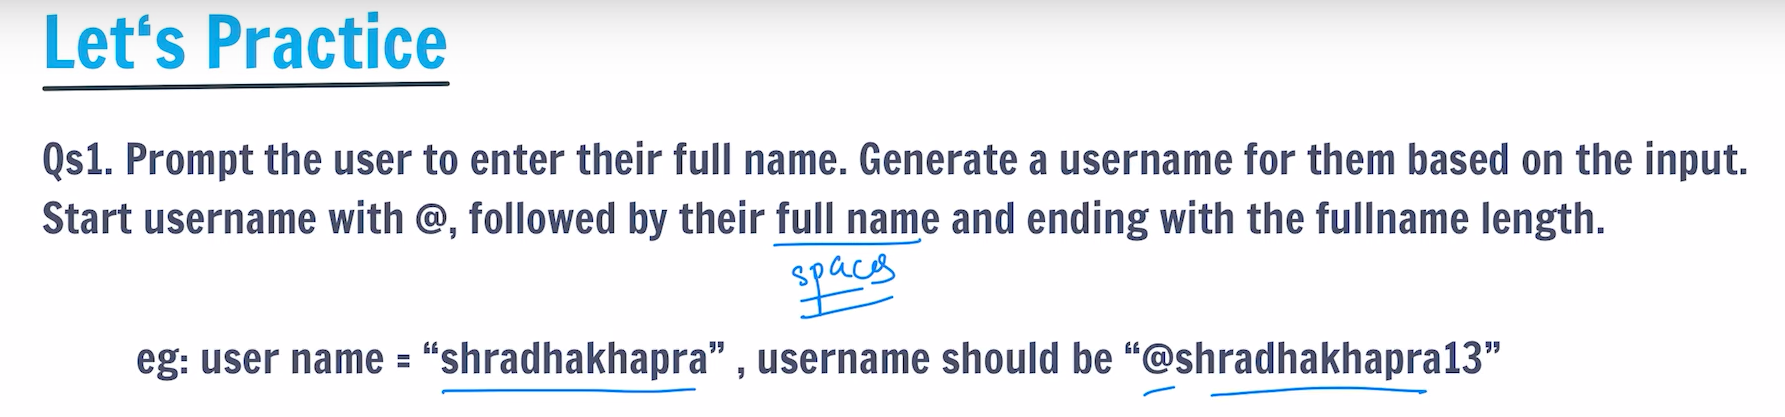 Let‘s Practice
Qs1. Prompt the user to enter their full name. Generate a username for them based on the input.
Start username with @, followed by their full name and ending with the fullname length.
spaces
eg: user name = “shradhakhapra” , username should be “@shradhakhapra13”